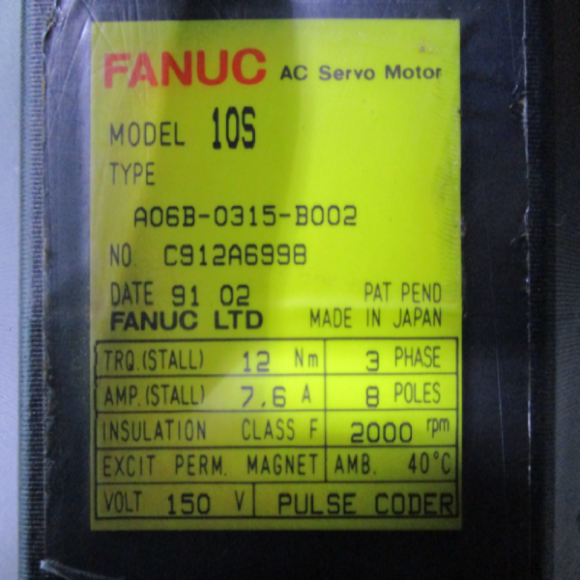 FANUC AC Servo Motor
MODEL 10S
TYPE
A06B-0315-B002
NO. C912A6998
DATE 91 02 PAT PEND
FANUC LTD MADE IN JAPAN
TRQ.(STALL) 12 Nm 3 PHASE
AMP.(STALL) 7.6 A 8 POLES
INSULATION CLASS F 2000 rpm
EXCIT PERM. MAGNET AMB. 40°C
VOLT 150 V PULSE CODER